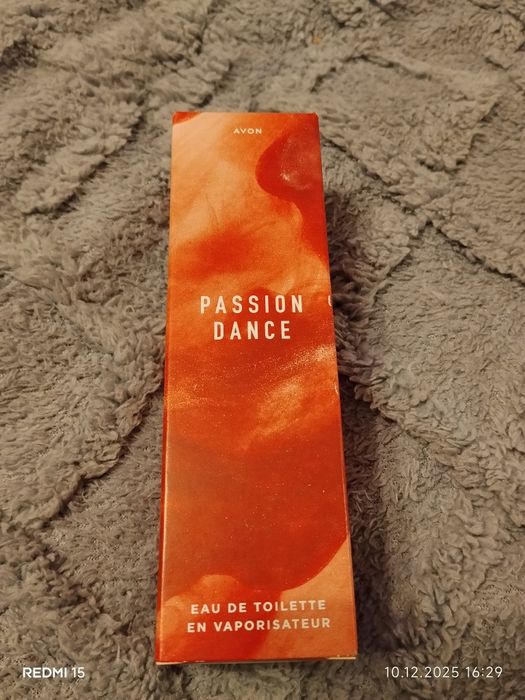 AVON
PASSION
DANCE
EAU DE TOILETTE
EN VAPORISATEUR
REDMI 15
10.12.2025 16:29